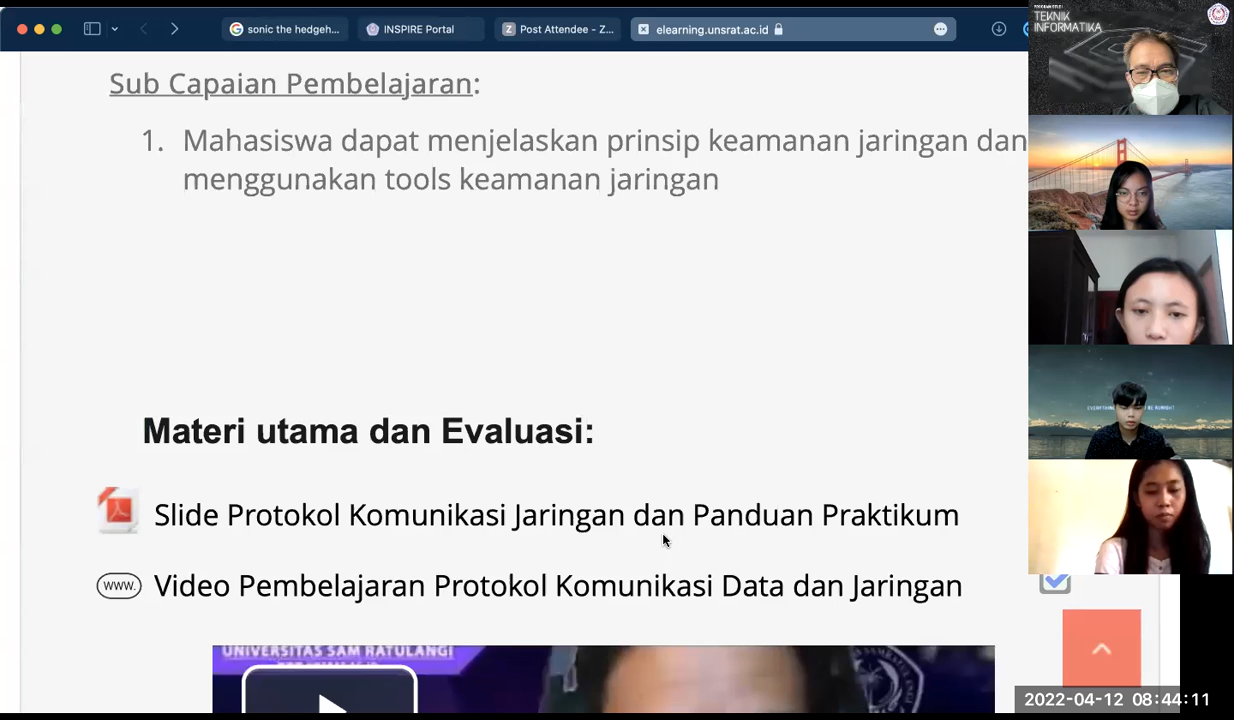 sonic the hedgeh...
INSPIRE Portal
Post Attendee - Z...
elearning.unsrat.ac.id
Sub Capaian Pembelajaran:
1. Mahasiswa dapat menjelaskan prinsip keamanan jaringan dan
menggunakan tools keamanan jaringan
Materi utama dan Evaluasi:
Slide Protokol Komunikasi Jaringan dan Panduan Praktikum
www.
Video Pembelajaran Protokol Komunikasi Data dan Jaringan
UNIVERSITAS SAM RATULANGI
TEKNIK
INFORMATIKA
2022-04-12 08:44:11